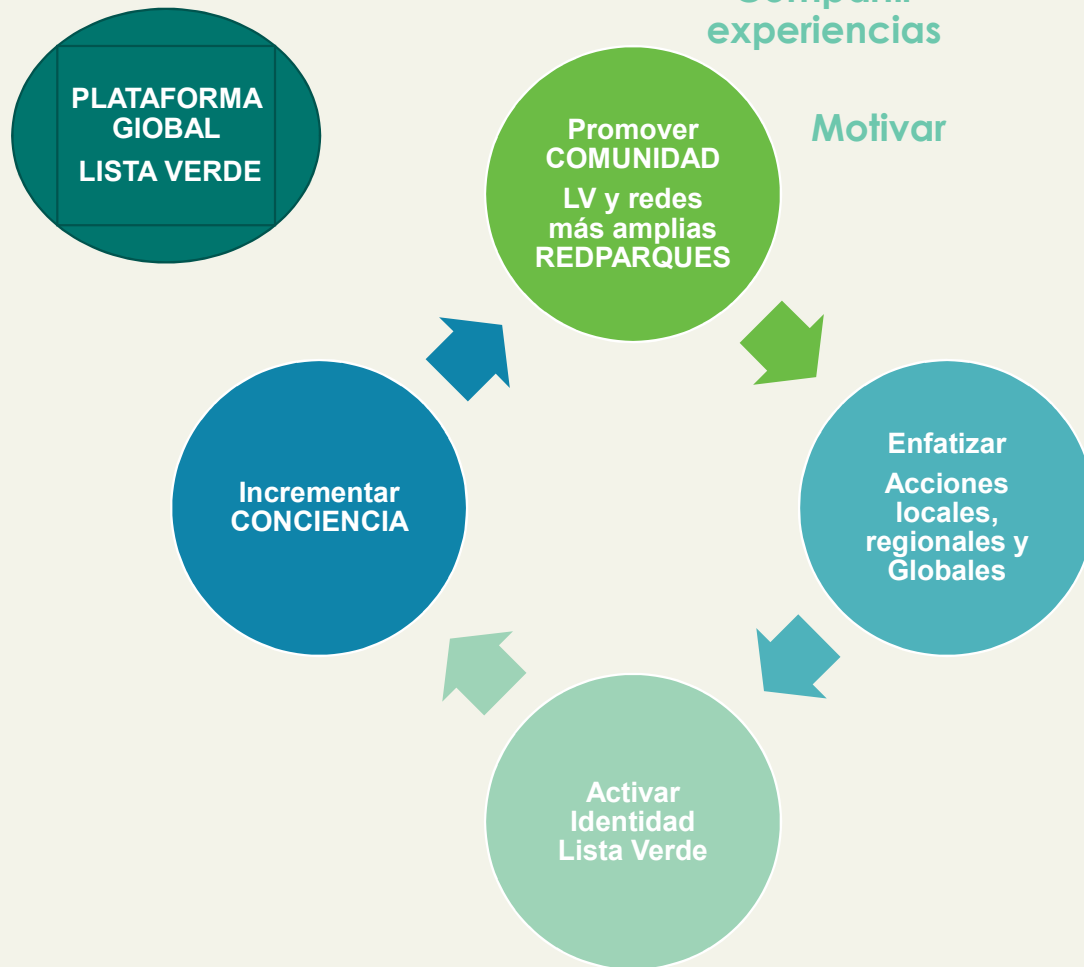 experiencias
PLATAFORMA
GIOBAL
LISTA VERDE
Motivar
Promover
COMUNIDAD
LV y redes
más amplias
REDPARQUES
Enfatizar
Acciones
locales,
regionales y
Globales
Incrementar
CONCIENCIA
Activar
Identidad
Lista Verde